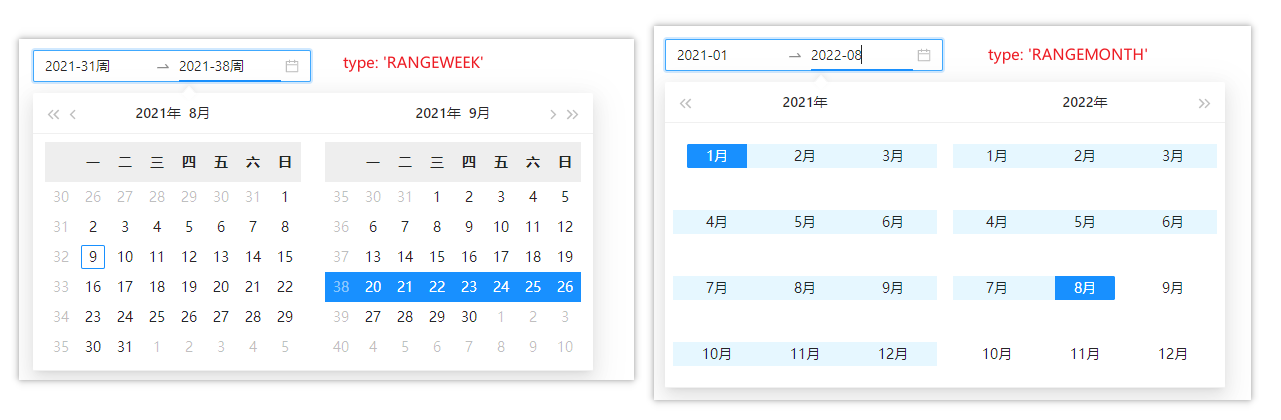 2021-31周 2021-38周 type: 'RANGEWEEK'
2021年 8月 2021年 9月
一 二 三 四 五 六 日 一 二 三 四 五 六 日
30 26 27 28 29 30 31 1 35 30 31 1 2 3 4 5
31 2 3 4 5 6 7 8 36 6 7 8 9 10 11 12
32 9 10 11 12 13 14 15 37 13 14 15 16 17 18 19
33 16 17 18 19 20 21 22 38 20 21 22 23 24 25 26
34 23 24 25 26 27 28 29 39 27 28 29 30 1 2 3
35 30 31 1 2 3 4 5 40 4 5 6 7 8 9 10
2021-01 2022-08 type: 'RANGEMONTH'
2021年 2022年
1月 2月 3月 1月 2月 3月
4月 5月 6月 4月 5月 6月
7月 8月 9月 7月 8月 9月
10月 11月 12月 10月 11月 12月